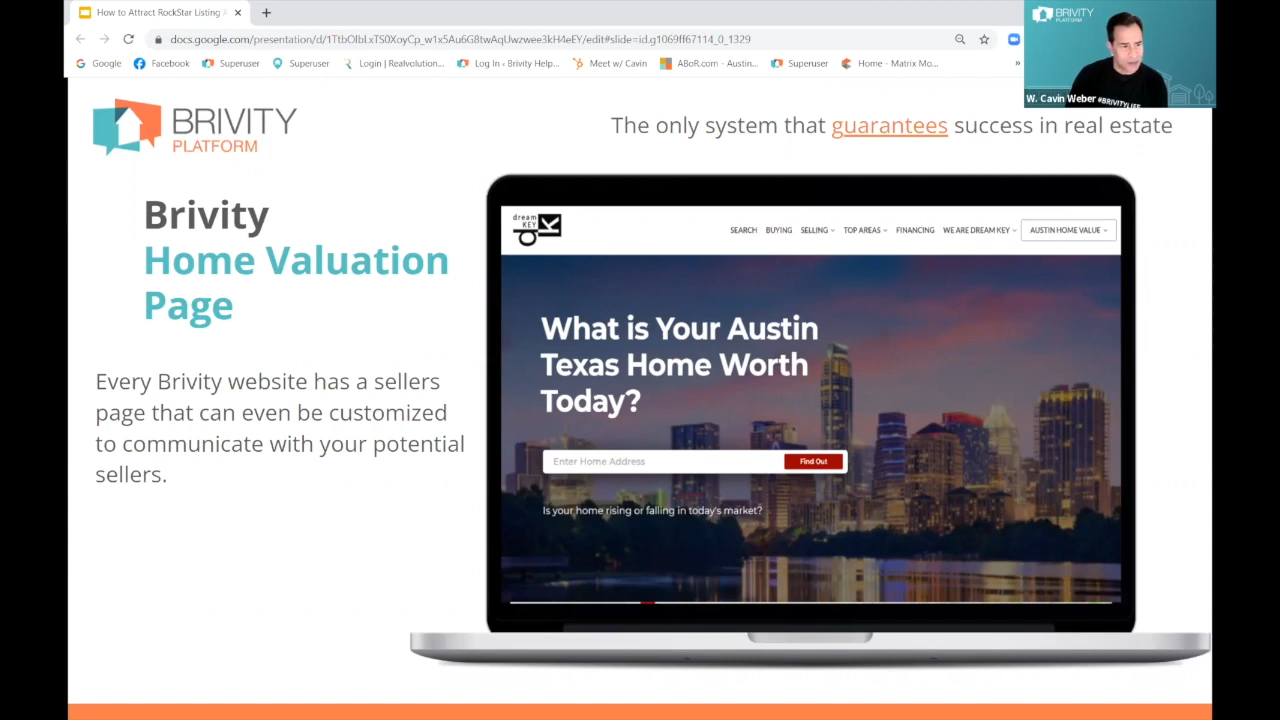 How to Attract RockStar Listing A
docs.google.com/presentation/d/1TtbOlbLxTS0XoyCp_w1x5Au6G8twAqUwzwee3kH4eEY/edit#slide=id.g1069ff67114_0_1329
Google Facebook Superuser Superuser Login | Realvolution... Log In ‹ Brivity Help... Meet w/ Cavin ABoR.com - Austin... Superuser Home - Matrix Mo... »
BRIVITY
PLATFORM
#BRIVITYLIFE
W. Cavin Weber
BRIVITY
PLATFORM
The only system that guarantees success in real estate
Brivity
Home Valuation
Page
Every Brivity website has a sellers
page that can even be customized
to communicate with your potential
sellers.
dream
KEY
dk
SEARCH BUYING SELLING TOP AREAS FINANCING WE ARE DREAM KEY AUSTIN HOME VALUE
What is Your Austin
Texas Home Worth
Today?
Enter Home Address Find Out
Is your home rising or falling in today's market?